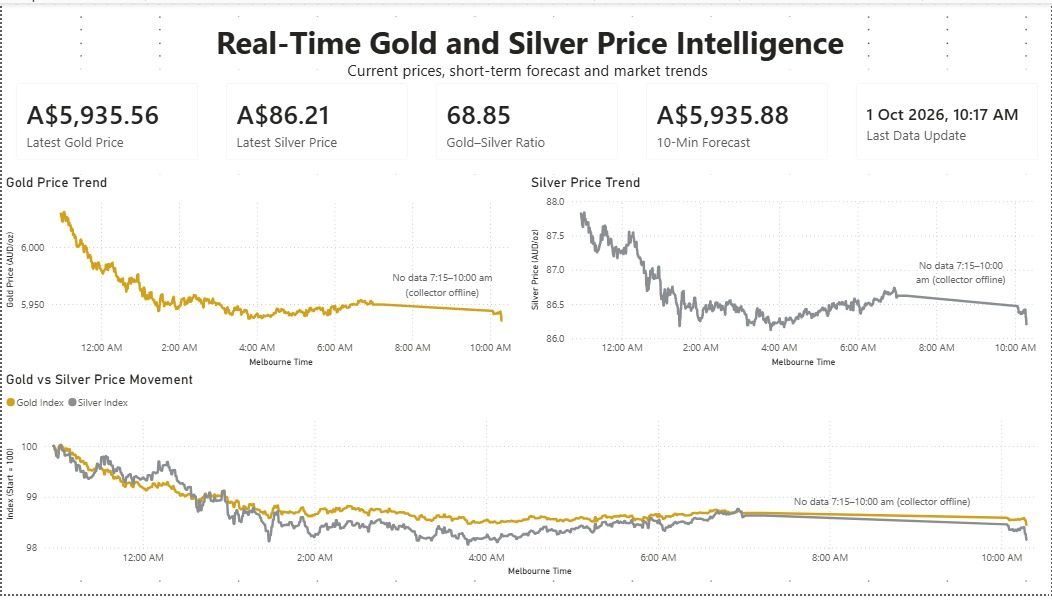 Real-Time Gold and Silver Price Intelligence
Current prices, short-term forecast and market trends
A$5,935.56
Latest Gold Price
A$86.21
Latest Silver Price
68.85
Gold–Silver Ratio
A$5,935.88
10-Min Forecast
1 Oct 2026, 10:17 AM
Last Data Update
Gold Price Trend
Gold Price (AUD/oz)
6,000
5,950
No data 7:15–10:00 am
(collector offline)
12:00 AM 2:00 AM 4:00 AM 6:00 AM 8:00 AM 10:00 AM
Melbourne Time
Silver Price Trend
Silver Price (AUD/oz)
88.0
87.5
87.0
86.5
86.0
No data 7:15–10:00
am (collector offline)
12:00 AM 2:00 AM 4:00 AM 6:00 AM 8:00 AM 10:00 AM
Melbourne Time
Gold vs Silver Price Movement
Gold Index Silver Index
Index (Start = 100)
100
99
98
No data 7:15–10:00 am (collector offline)
12:00 AM 2:00 AM 4:00 AM 6:00 AM 8:00 AM 10:00 AM
Melbourne Time